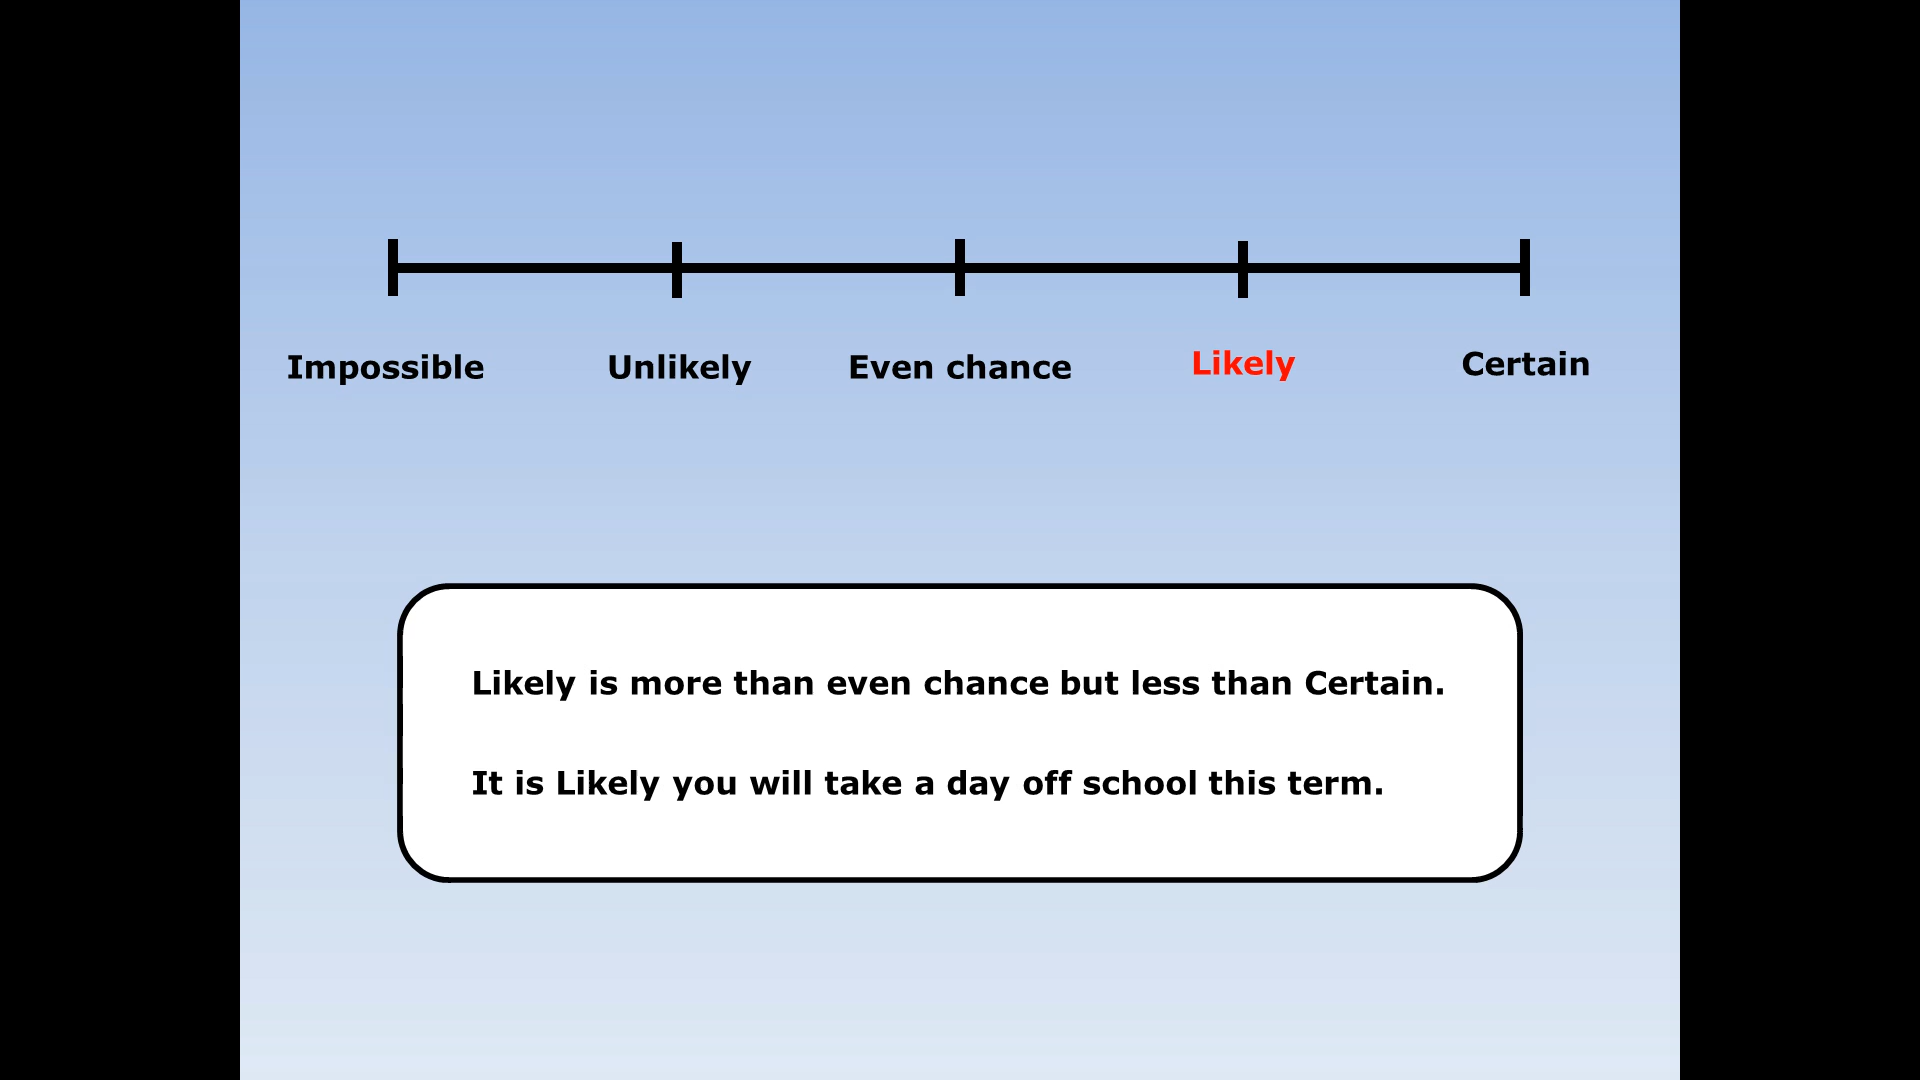 Impossible Unlikely Even chance Likely Certain
Likely is more than even chance but less than Certain.
It is Likely you will take a day off school this term.